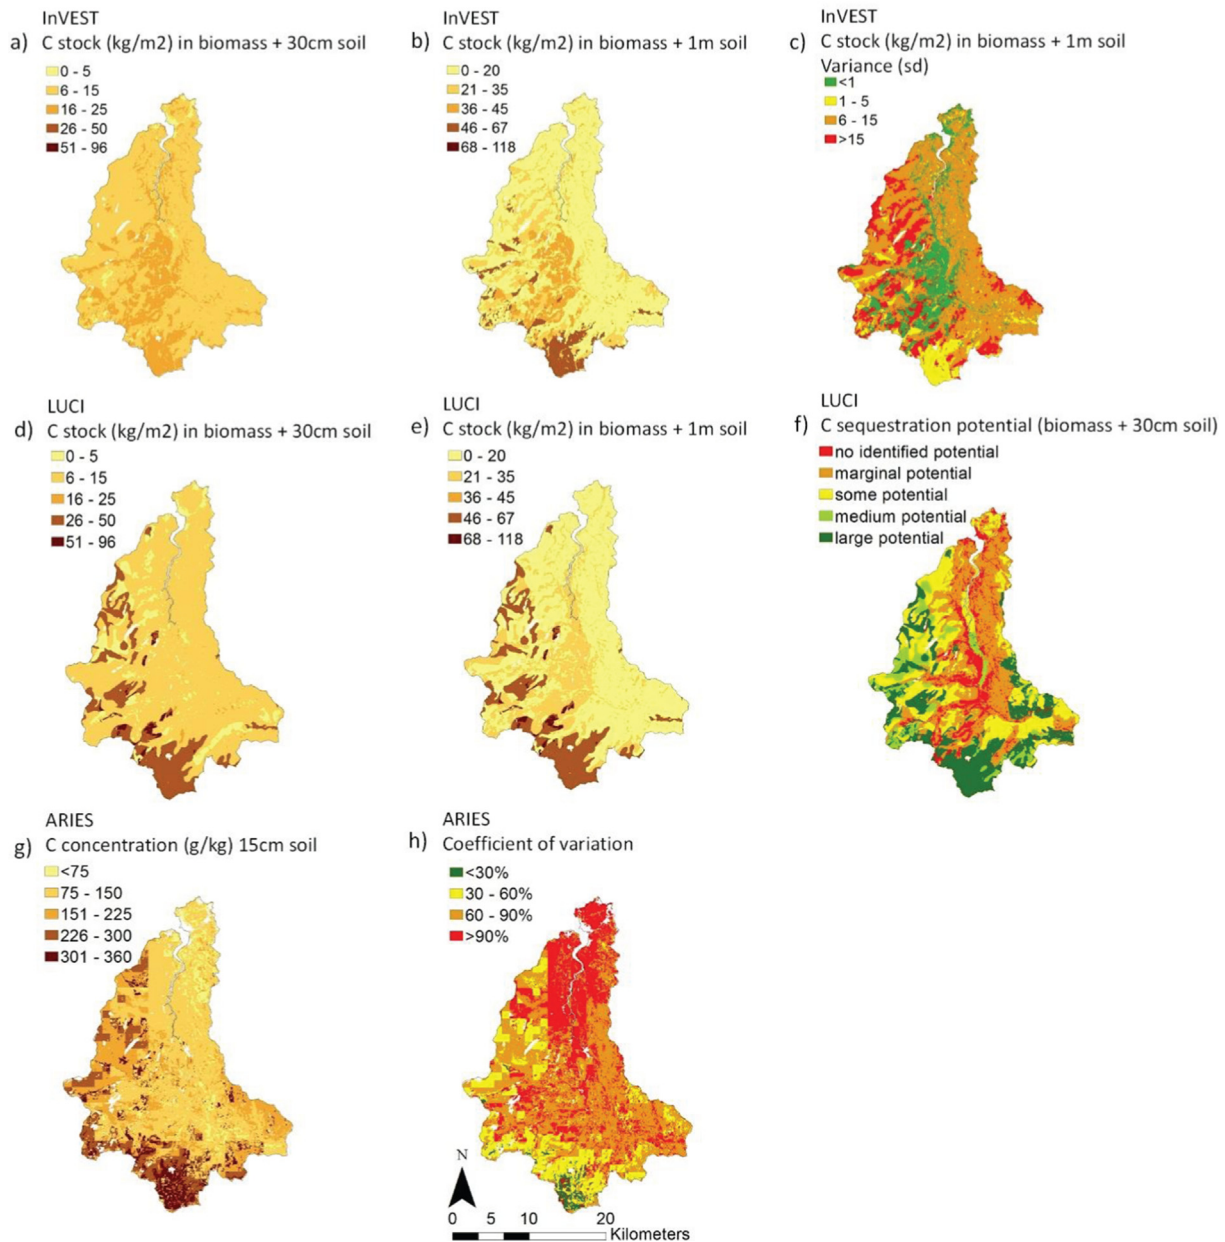 InVEST
a) C stock (kg/m2) in biomass + 30cm soil
0 - 5
6 - 15
16 - 25
26 - 50
51 - 96
InVEST
b) C stock (kg/m2) in biomass + 1m soil
0 - 20
21 - 35
36 - 45
46 - 67
68 - 118
InVEST
c) C stock (kg/m2) in biomass + 1m soil
Variance (sd)
<1
1 - 5
6 - 15
>15
LUCI
d) C stock (kg/m2) in biomass + 30cm soil
0 - 5
6 - 15
16 - 25
26 - 50
51 - 96
LUCI
e) C stock (kg/m2) in biomass + 1m soil
0 - 20
21 - 35
36 - 45
46 - 67
68 - 118
LUCI
f) C sequestration potential (biomass + 30cm soil)
no identified potential
marginal potential
some potential
medium potential
large potential
ARIES
g) C concentration (g/kg) 15cm soil
<75
75 - 150
151 - 225
226 - 300
301 - 360
ARIES
h) Coefficient of variation
<30%
30 - 60%
60 - 90%
>90%
N
0 5 10 20
Kilometers